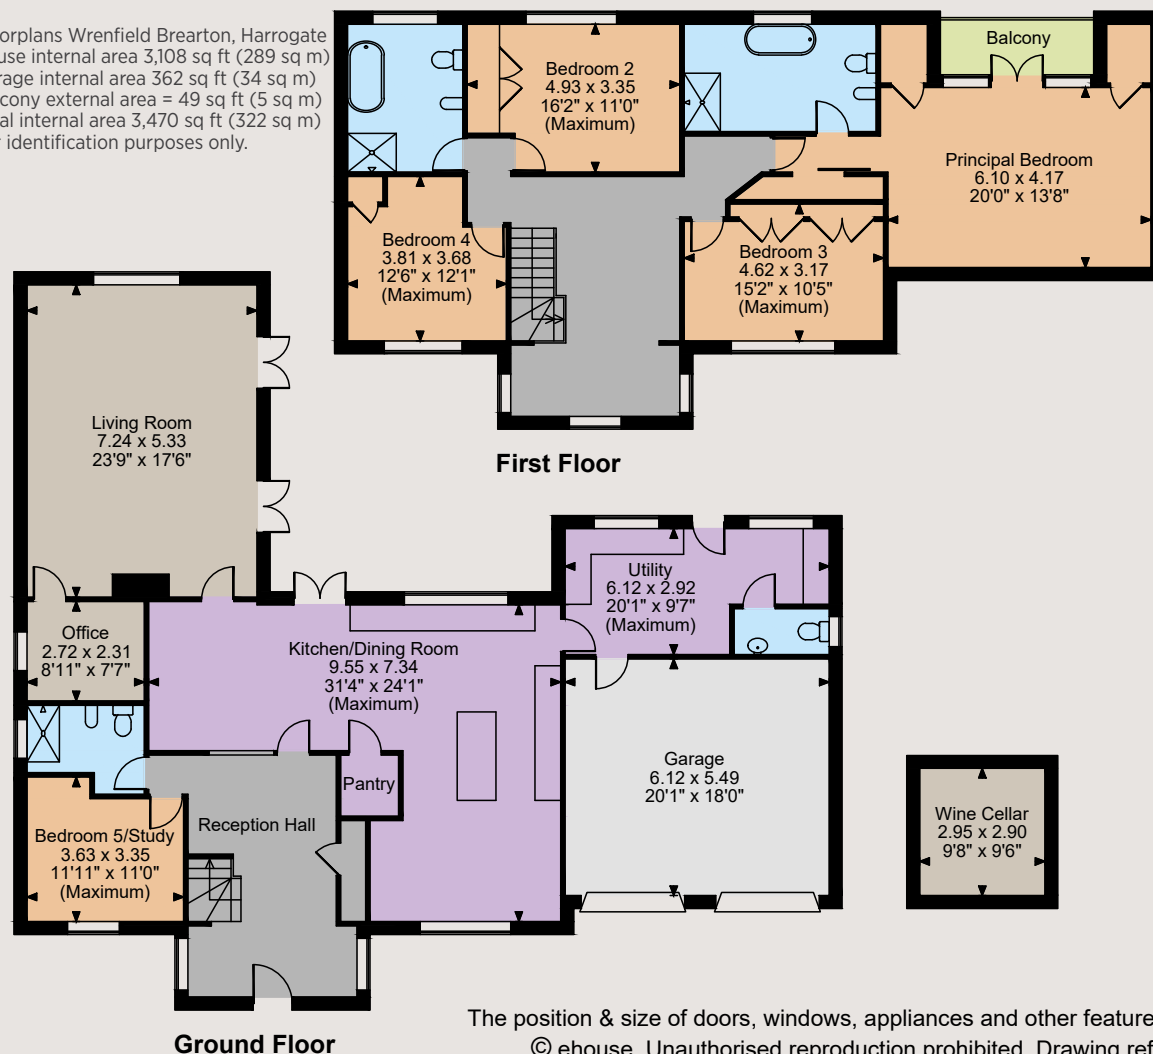 orplans Wrenfield Brearton, Harrogate
use internal area 3,108 sq ft (289 sq m)
rage internal area 362 sq ft (34 sq m)
cony external area = 49 sq ft (5 sq m)
al internal area 3,470 sq ft (322 sq m)
r identification purposes only.
Balcony
Bedroom 2
4.93 x 3.35
16'2" x 11'0"
(Maximum)
Principal Bedroom
6.10 x 4.17
20'0" x 13'8"
Bedroom 4
3.81 x 3.68
12'6" x 12'1"
(Maximum)
Bedroom 3
4.62 x 3.17
15'2" x 10'5"
(Maximum)
First Floor
Living Room
7.24 x 5.33
23'9" x 17'6"
Utility
6.12 x 2.92
20'1" x 9'7"
(Maximum)
Office
2.72 x 2.31
8'11" x 7'7"
Kitchen/Dining Room
9.55 x 7.34
31'4" x 24'1"
(Maximum)
Pantry
Garage
6.12 x 5.49
20'1" x 18'0"
Reception Hall
Bedroom 5/Study
3.63 x 3.35
11'11" x 11'0"
(Maximum)
Wine Cellar
2.95 x 2.90
9'8" x 9'6"
Ground Floor
The position & size of doors, windows, appliances and other feature
© ehouse. Unauthorised reproduction prohibited. Drawing ref